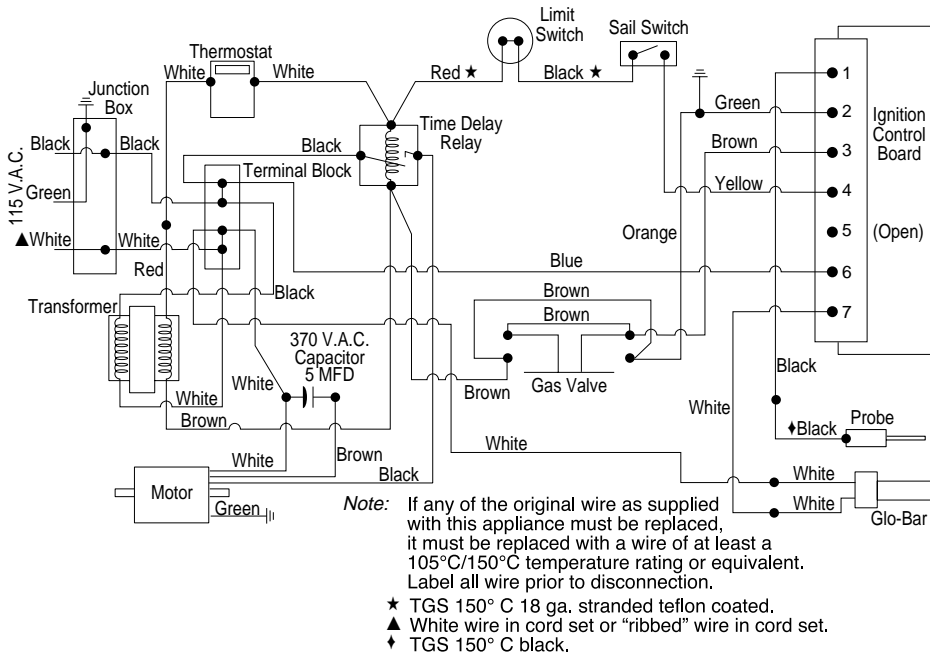 Limit
Switch
Sail Switch
Thermostat
White
White
Red ★
Black ★
1
Junction
Box
Green
2
Ignition
Control
Board
Time Delay
Relay
Black
Black
Black
Brown
3
Terminal Block
115 V.A.C.
Green
Yellow
4
▲White
White
Orange
5
(Open)
Red
Blue
6
Black
Brown
Transformer
Brown
7
370 V.A.C.
Capacitor
5 MFD
White
Gas Valve
Brown
Black
White
Brown
White
Probe
♦Black
White
White
Brown
Black
White
Motor
Green
White
Glo-Bar
Note: If any of the original wire as supplied
with this appliance must be replaced,
it must be replaced with a wire of at least a
105°C/150°C temperature rating or equivalent.
Label all wire prior to disconnection.
★ TGS 150° C 18 ga. stranded teflon coated.
▲ White wire in cord set or “ribbed” wire in cord set.
♦ TGS 150° C black.